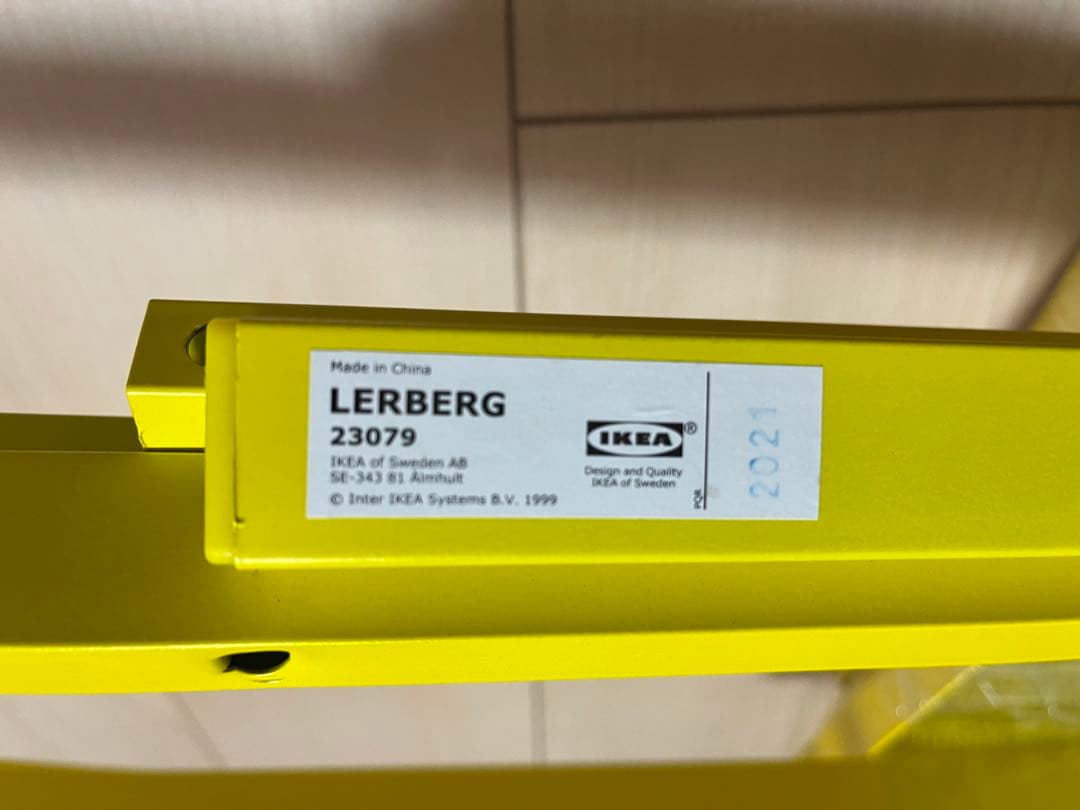 Made in China
LERBERG
23079
IKEA of Sweden AB
SE-343 81 Älmhult
© Inter IKEA Systems B.V. 1999
IKEA®
Design and Quality
IKEA of Sweden
PQR
2021